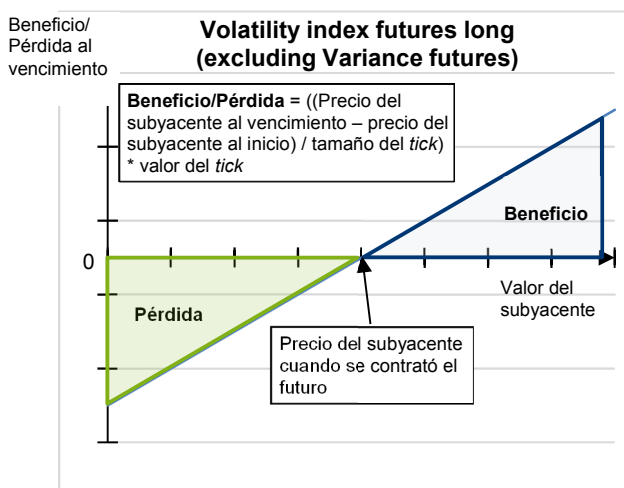 Beneficio/
Pérdida al
vencimiento
Volatility index futures long
(excluding Variance futures)
Beneficio/Pérdida = ((Precio del
subyacente al vencimiento – precio del
subyacente al inicio) / tamaño del tick)
* valor del tick
Beneficio
0
Valor del
subyacente
Pérdida
Precio del subyacente
cuando se contrató el
futuro